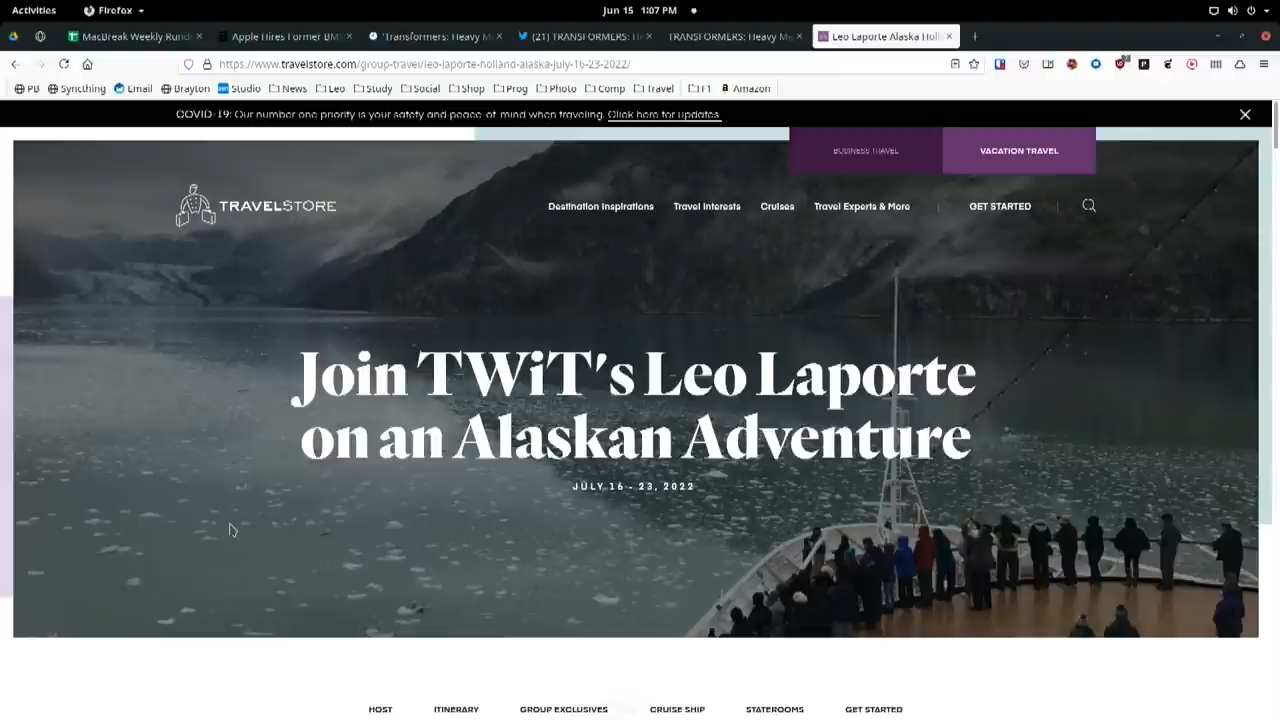 Activities Firefox Jun 15 1:07 PM
MacBreak Weekly Rund Apple Hires Former BM 'Transformers: Heavy M (21) TRANSFORMERS: H TRANSFORMERS: Heavy Me Leo Laporte Alaska Holl
https://www.travelstore.com/group-travel/leo-laporte-holland-alaska-july-16-23-2022/
PB Syncthing Email Brayton Studio News Leo Study Social Shop Prog Photo Comp Travel F1 Amazon
COVID-19: Our number one priority is your safety and peace-of-mind when traveling. Click here for updates.
BUSINESS TRAVEL VACATION TRAVEL
TRAVELSTORE Destination Inspirations Travel Interests Cruises Travel Experts & More GET STARTED
Join TWiT's Leo Laporte
on an Alaskan Adventure
JULY 16 - 23, 2022
HOST ITINERARY GROUP EXCLUSIVES CRUISE SHIP STATEROOMS GET STARTED